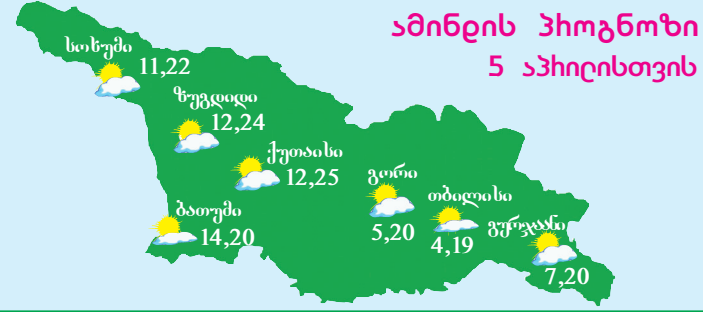 ამინდის პროგნოზი
5 აპრილისთვის
სოხუმი
11,22
ზუგდიდი
12,24
ქუთაისი
12,25
გორი
5,20
თბილისი
4,19
ბათუმი
14,20
გურჯაანი
7,20